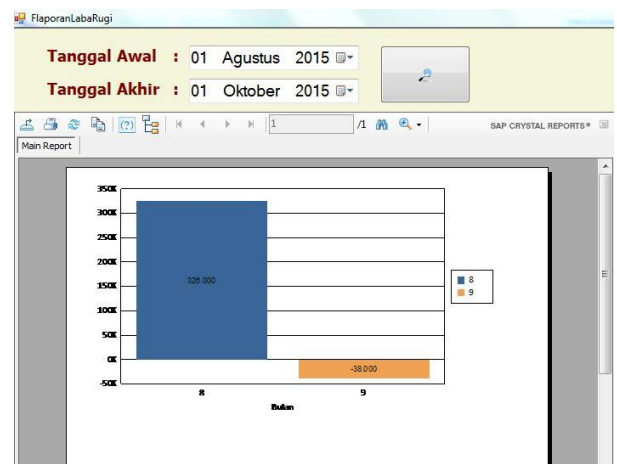 FlaporanLabaRugi
Tanggal Awal : 01 Agustus 2015
Tanggal Akhir : 01 Oktober 2015
1 /1 SAP CRYSTAL REPORTS®
Main Report
350K
300K
250K
200K
150K
100K
50K
0K
-50K
326.000
-38.000
8
9
8 9
Bulan